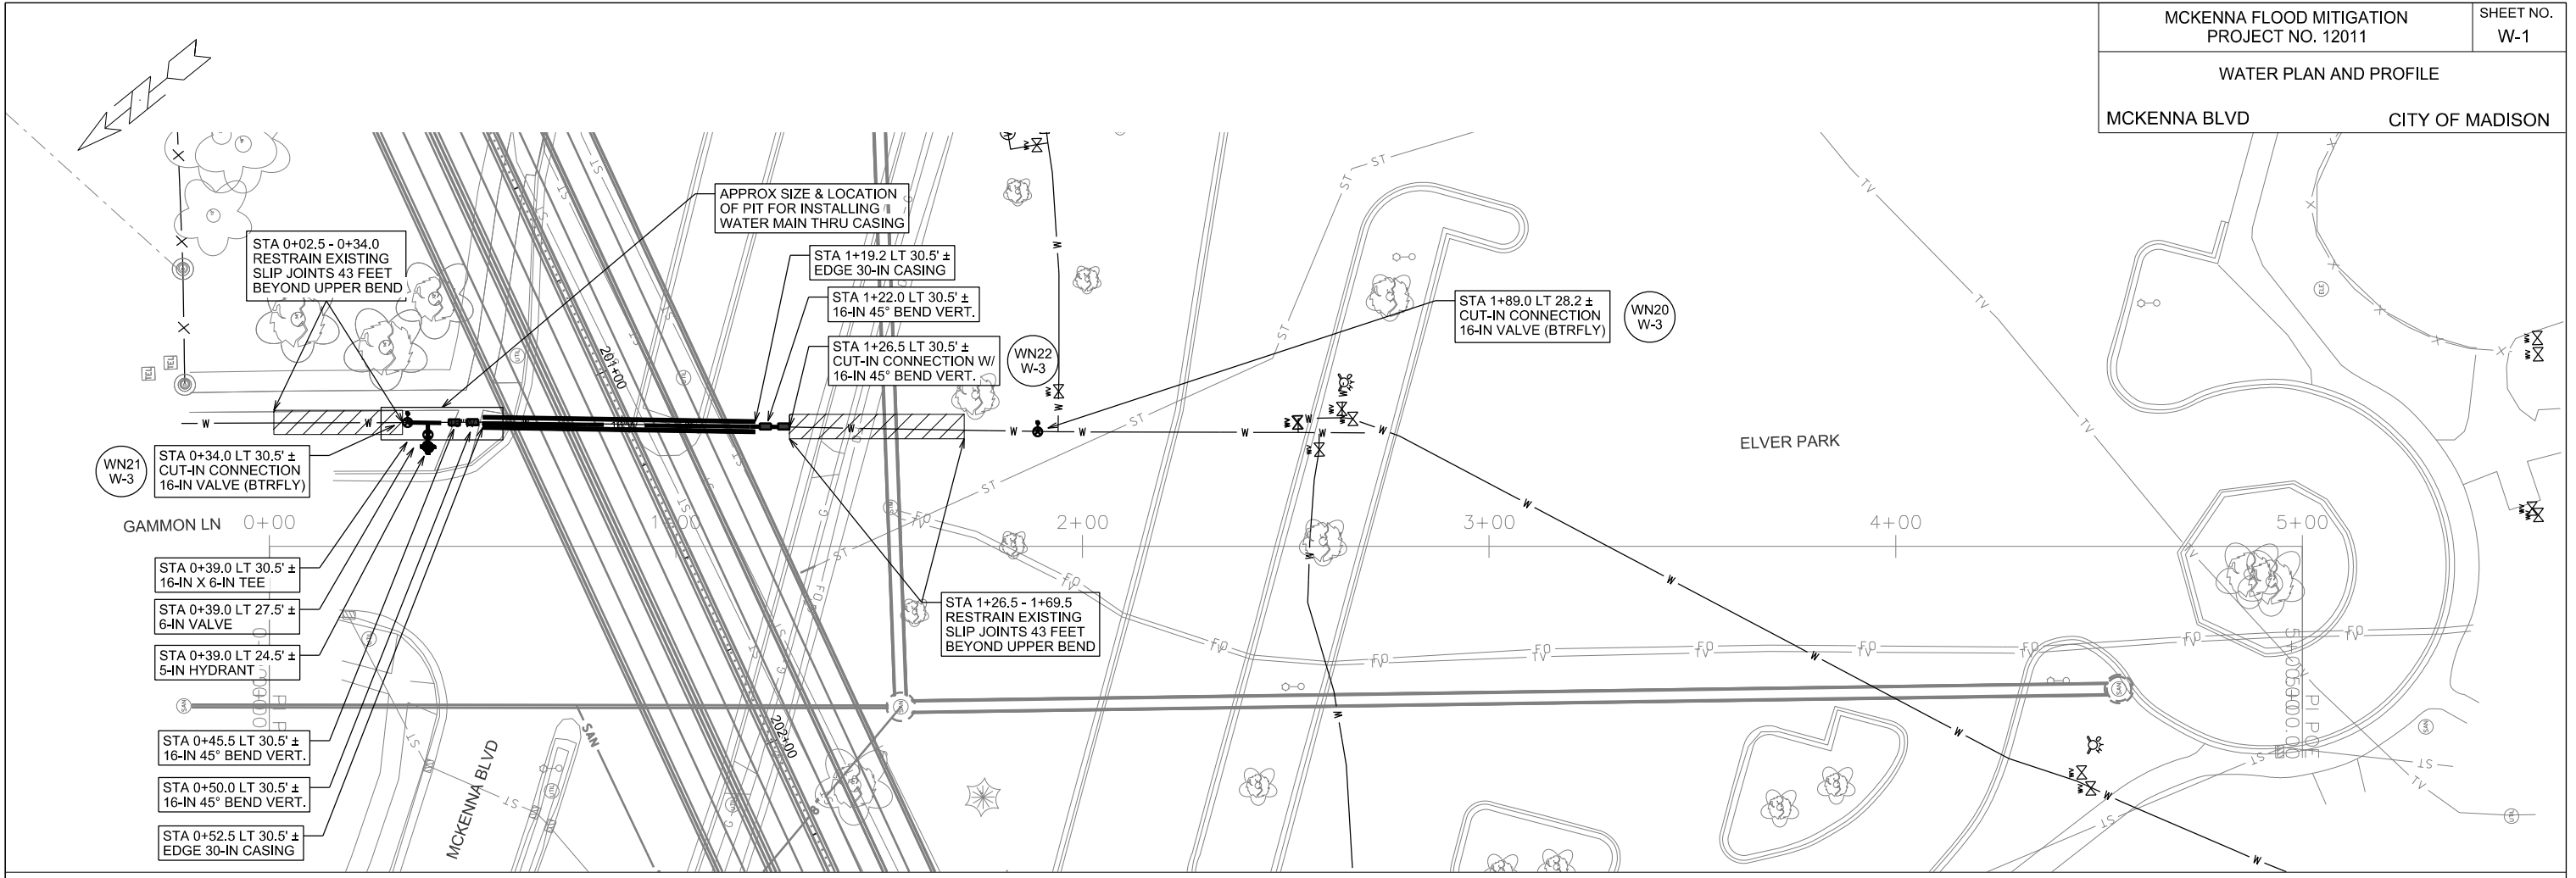 MCKENNA FLOOD MITIGATION
PROJECT NO. 12011
SHEET NO.
W-1
WATER PLAN AND PROFILE
MCKENNA BLVD
CITY OF MADISON
APPROX SIZE & LOCATION
OF PIT FOR INSTALLING
WATER MAIN THRU CASING
STA 0+02.5 - 0+34.0
RESTRAIN EXISTING
SLIP JOINTS 43 FEET
BEYOND UPPER BEND
STA 1+19.2 LT 30.5' ±
EDGE 30-IN CASING
STA 1+22.0 LT 30.5' ±
16-IN 45° BEND VERT.
STA 1+26.5 LT 30.5' ±
CUT-IN CONNECTION W/
16-IN 45° BEND VERT.
WN22
W-3
STA 1+89.0 LT 28.2 ±
CUT-IN CONNECTION
16-IN VALVE (BTRFLY)
WN20
W-3
201+00
TEL
TEL
ELVER PARK
WN21
W-3
STA 0+34.0 LT 30.5' ±
CUT-IN CONNECTION
16-IN VALVE (BTRFLY)
GAMMON LN
0+00
1+00
2+00
3+00
4+00
5+00
STA 0+39.0 LT 30.5' ±
16-IN X 6-IN TEE
STA 0+39.0 LT 27.5' ±
6-IN VALVE
STA 0+39.0 LT 24.5' ±
5-IN HYDRANT
STA 1+26.5 - 1+69.5
RESTRAIN EXISTING
SLIP JOINTS 43 FEET
BEYOND UPPER BEND
STA 0+45.5 LT 30.5' ±
16-IN 45° BEND VERT.
STA 0+50.0 LT 30.5' ±
16-IN 45° BEND VERT.
STA 0+52.5 LT 30.5' ±
EDGE 30-IN CASING
MCKENNA BLVD
SAN
202+00
8"